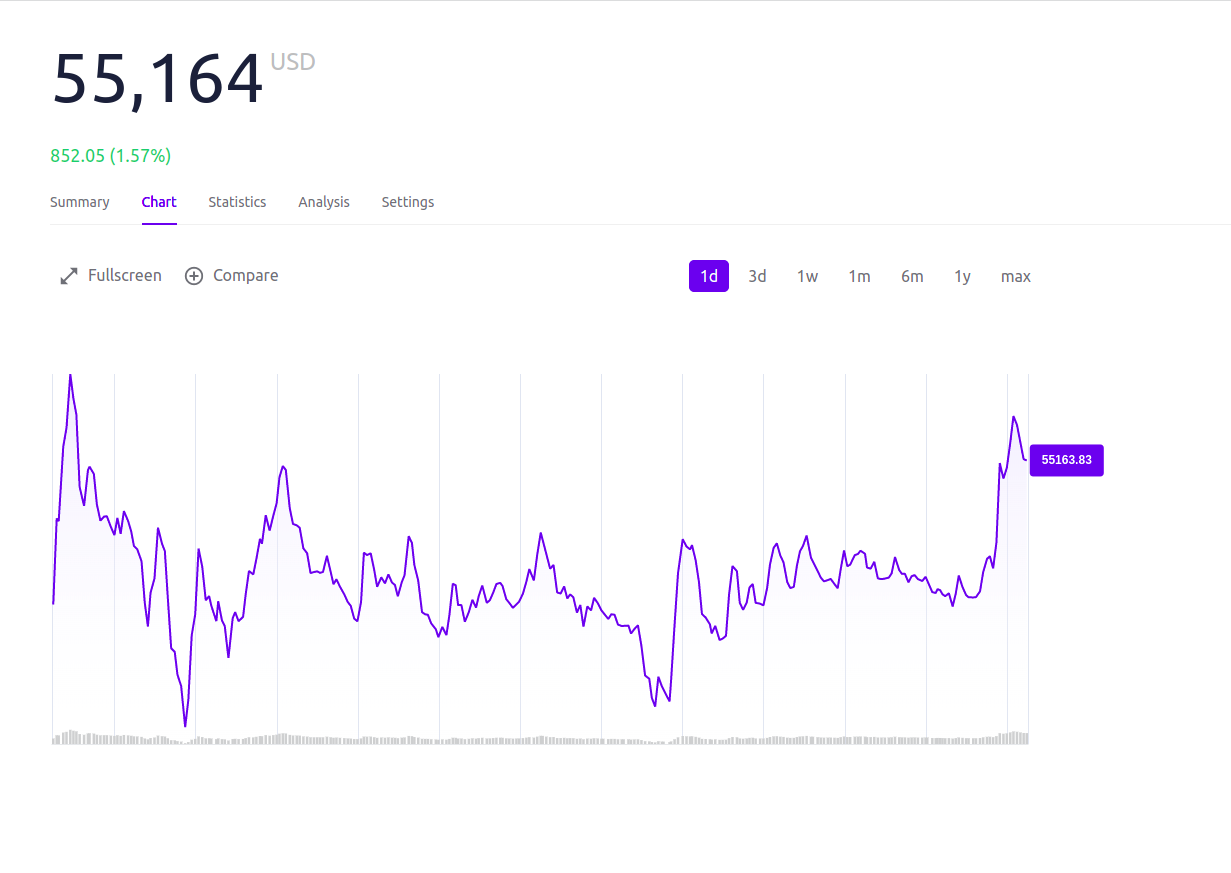 55,164 USD
852.05 (1.57%)
Summary Chart Statistics Analysis Settings
Fullscreen Compare 1d 3d 1w 1m 6m 1y max
55163.83